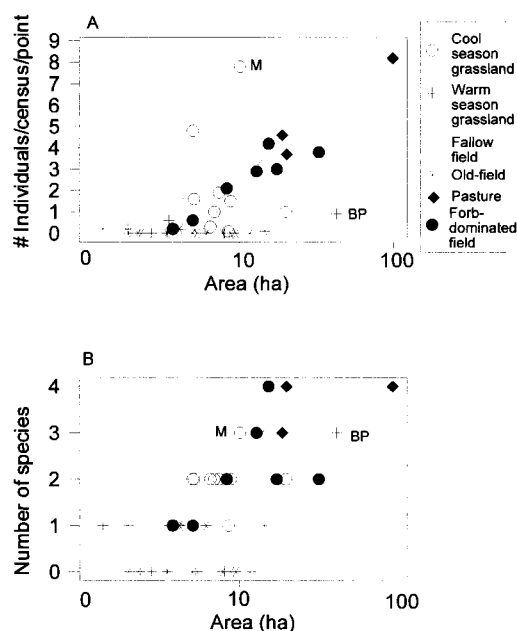 A
# Individuals/census/point
9
8
7
6
5
4
3
2
1
0
M
BP
0
10
100
Area (ha)
Cool season grassland
Warm season grassland
Fallow field
Old-field
Pasture
Forb-dominated field
B
Number of species
4
3
2
1
0
M
BP
0
10
100
Area (ha)